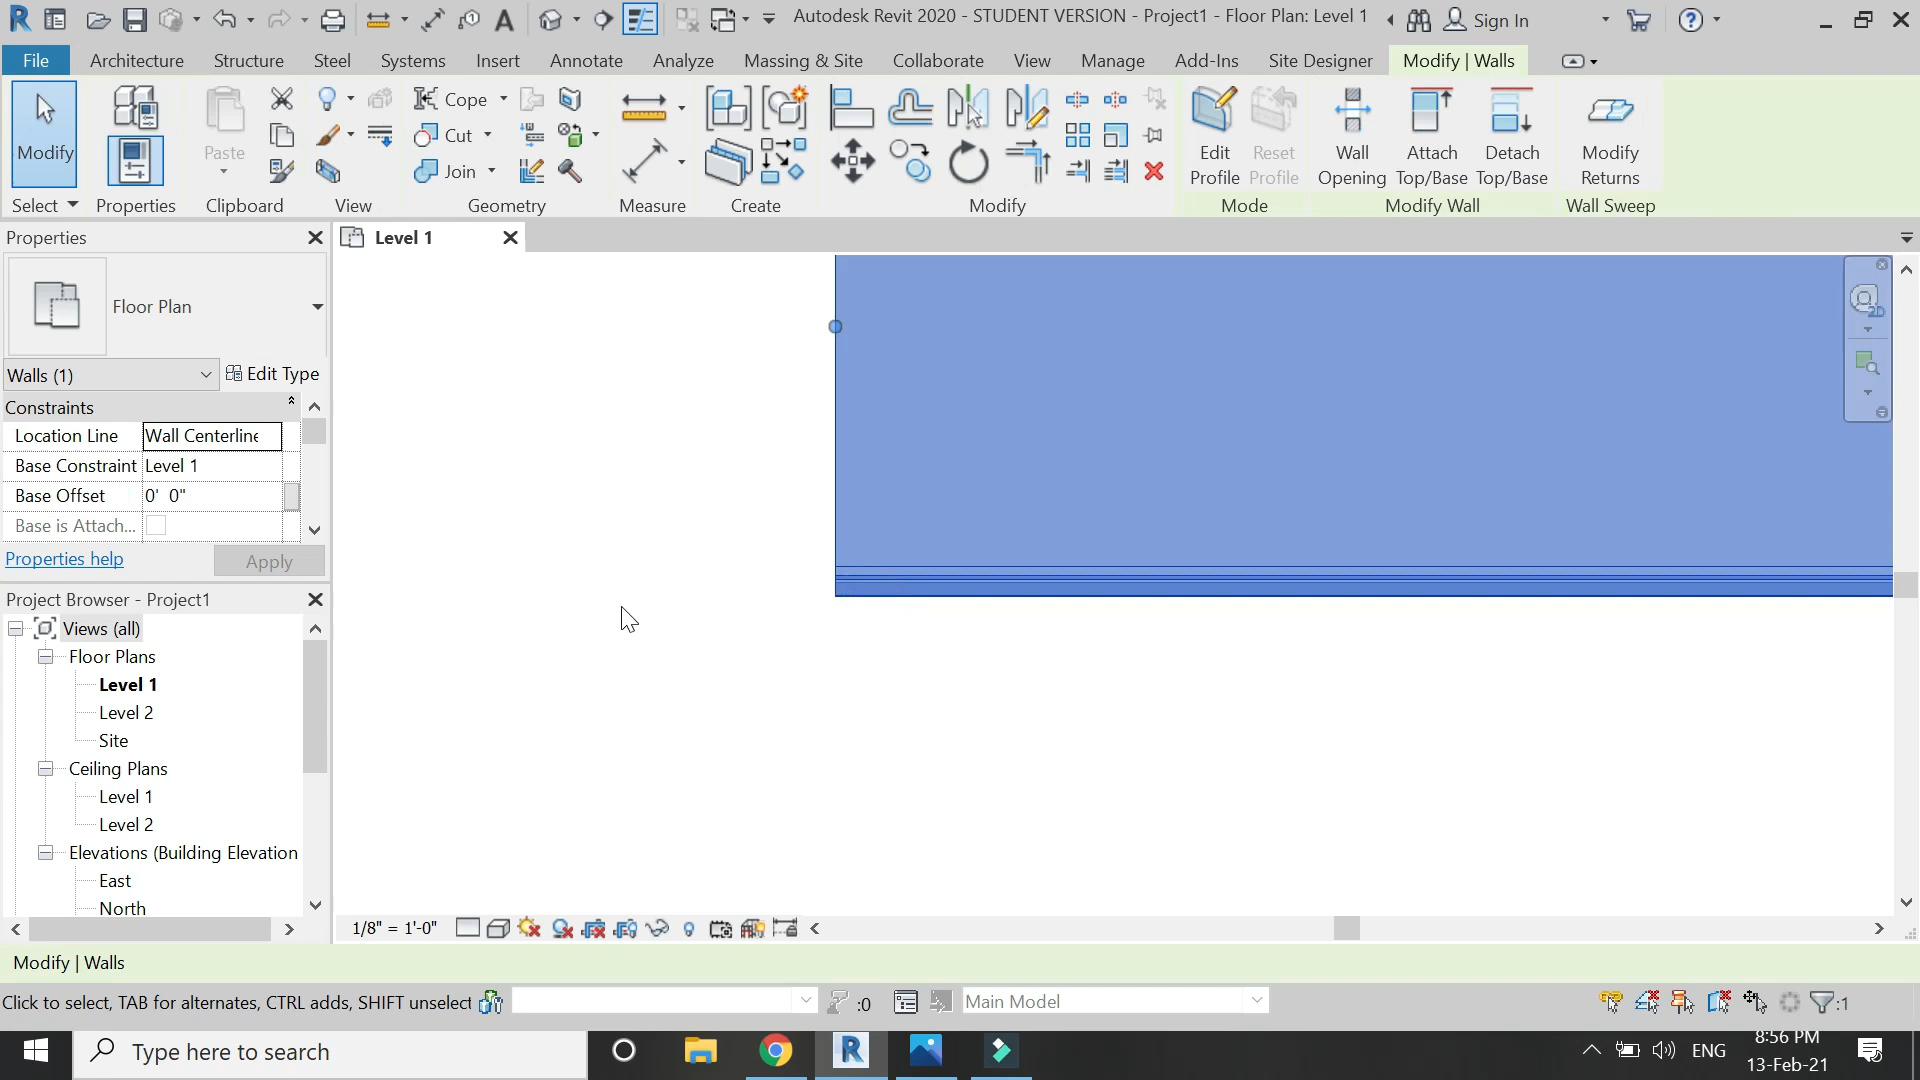 Autodesk Revit 2020 - STUDENT VERSION - Project1 - Floor Plan: Level 1
Sign In
File Architecture Structure Steel Systems Insert Annotate Analyze Massing & Site Collaborate View Manage Add-Ins Site Designer Modify | Walls
Modify
Select
Properties
Paste
Clipboard
View
Cope
Cut
Join
Geometry
Measure
Create
Modify
Edit
Profile
Reset
Profile
Mode
Wall
Opening
Attach
Top/Base
Detach
Top/Base
Modify Wall
Modify
Returns
Wall Sweep
Properties
Level 1
Floor Plan
Walls (1)
Edit Type
Constraints
Location Line Wall Centerline
Base Constraint Level 1
Base Offset 0' 0"
Base is Attach...
Properties help
Apply
2D
Project Browser - Project1
Views (all)
Floor Plans
Level 1
Level 2
Site
Ceiling Plans
Level 1
Level 2
Elevations (Building Elevation
East
North
1/8" = 1'-0"
Modify | Walls
Click to select, TAB for alternates, CTRL adds, SHIFT unselect
:0
Main Model
:1
Type here to search
ENG
8:56 PM
13-Feb-21